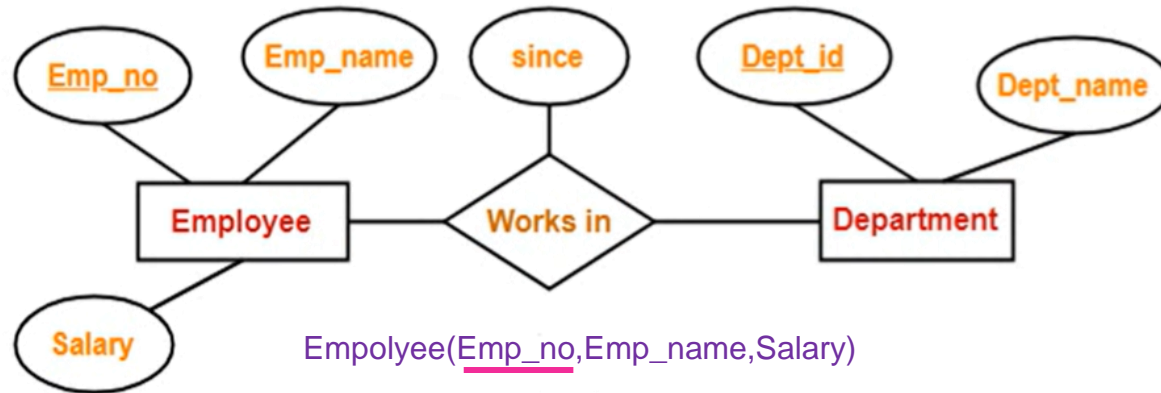 Emp_no
Emp_name
since
Dept_id
Dept_name
Employee
Works in
Department
Salary
Empolyee(Emp_no,Emp_name,Salary)